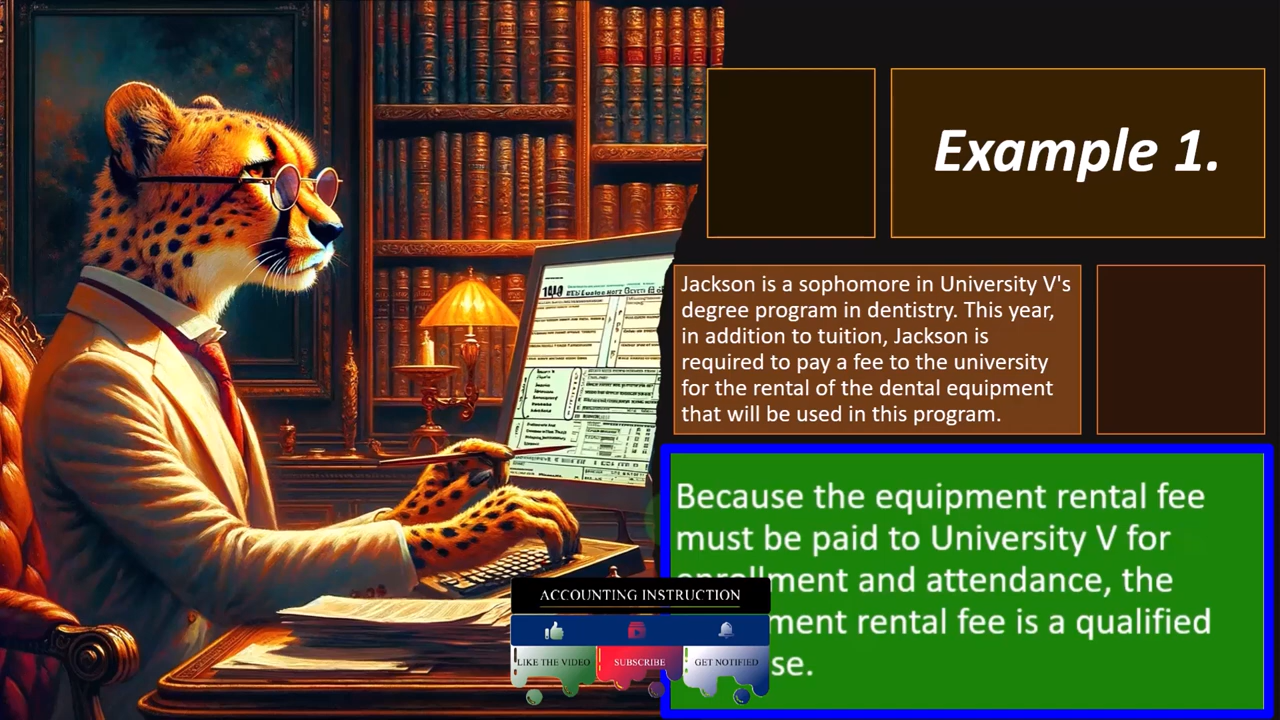 Example 1.
Jackson is a sophomore in University V's
degree program in dentistry. This year,
in addition to tuition, Jackson is
required to pay a fee to the university
for the rental of the dental equipment
that will be used in this program.
Because the equipment rental fee
must be paid to University V for
and attendance, the
rental fee is a qualified
ACCOUNTING INSTRUCTION
LIKE THE VIDEO SUBSCRIBE GET NOTIFIED